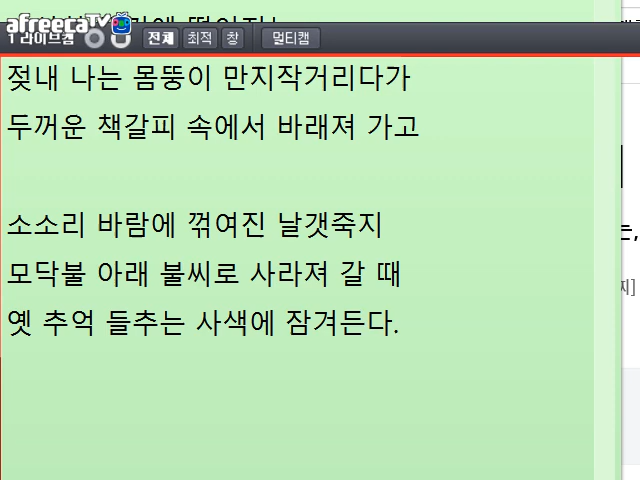 afreecaTV
1 라이브캠
전체
최적
창
멀티캠
젖내 나는 몸뚱이 만지작거리다가
두꺼운 책갈피 속에서 바래져 가고
소소리 바람에 꺾여진 날갯죽지
모닥불 아래 불씨로 사라져 갈 때
옛 추억 들추는 사색에 잠겨든다.